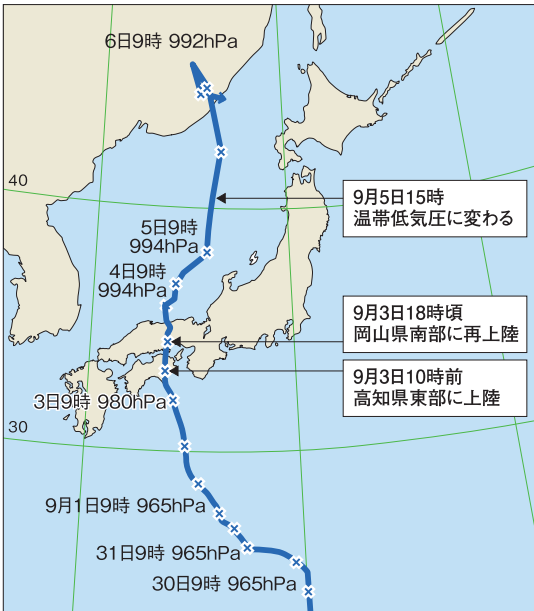 6日9時 992hPa
40
9月5日15時
温帯低気圧に変わる
5日9時
994hPa
4日9時
994hPa
9月3日18時頃
岡山県南部に再上陸
9月3日10時前
高知県東部に上陸
3日9時 980hPa
30
9月1日9時 965hPa
31日9時 965hPa
30日9時 965hPa